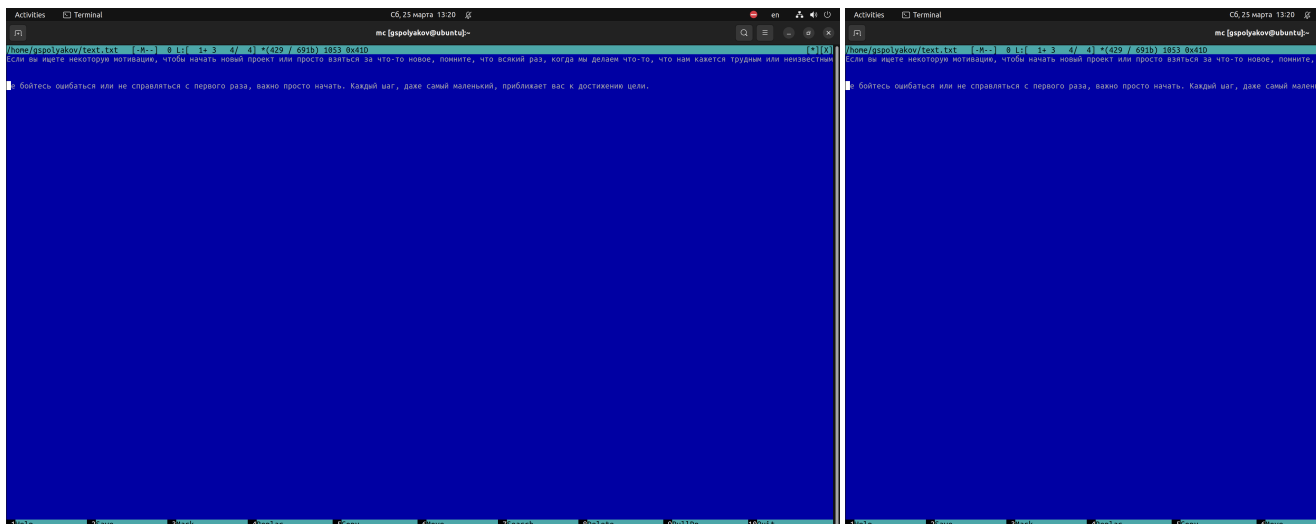 Activities Terminal Сб, 25 марта 13:20 en
mc [gspolyakov@ubuntu]:~
/home/gspolyakov/text.txt [-M--] 0 L:[ 1+ 3 4/ 4] *(429 / 691b) 1053 0x41D [*][X]
Если вы ищете некоторую мотивацию, чтобы начать новый проект или просто взяться за что-то новое, помните, что всякий раз, когда мы делаем что-то, что нам кажется трудным или неизвестным
е бойтесь ошибаться или не справляться с первого раза, важно просто начать. Каждый шаг, даже самый маленький, приближает вас к достижению цели.
Activities Terminal Сб, 25 марта 13:20
mc [gspolyakov@ubuntu]:~
/home/gspolyakov/text.txt [-M--] 0 L:[ 1+ 3 4/ 4] *(429 / 691b) 1053 0x41D
Если вы ищете некоторую мотивацию, чтобы начать новый проект или просто взяться за что-то новое, помните,
е бойтесь ошибаться или не справляться с первого раза, важно просто начать. Каждый шаг, даже самый мален